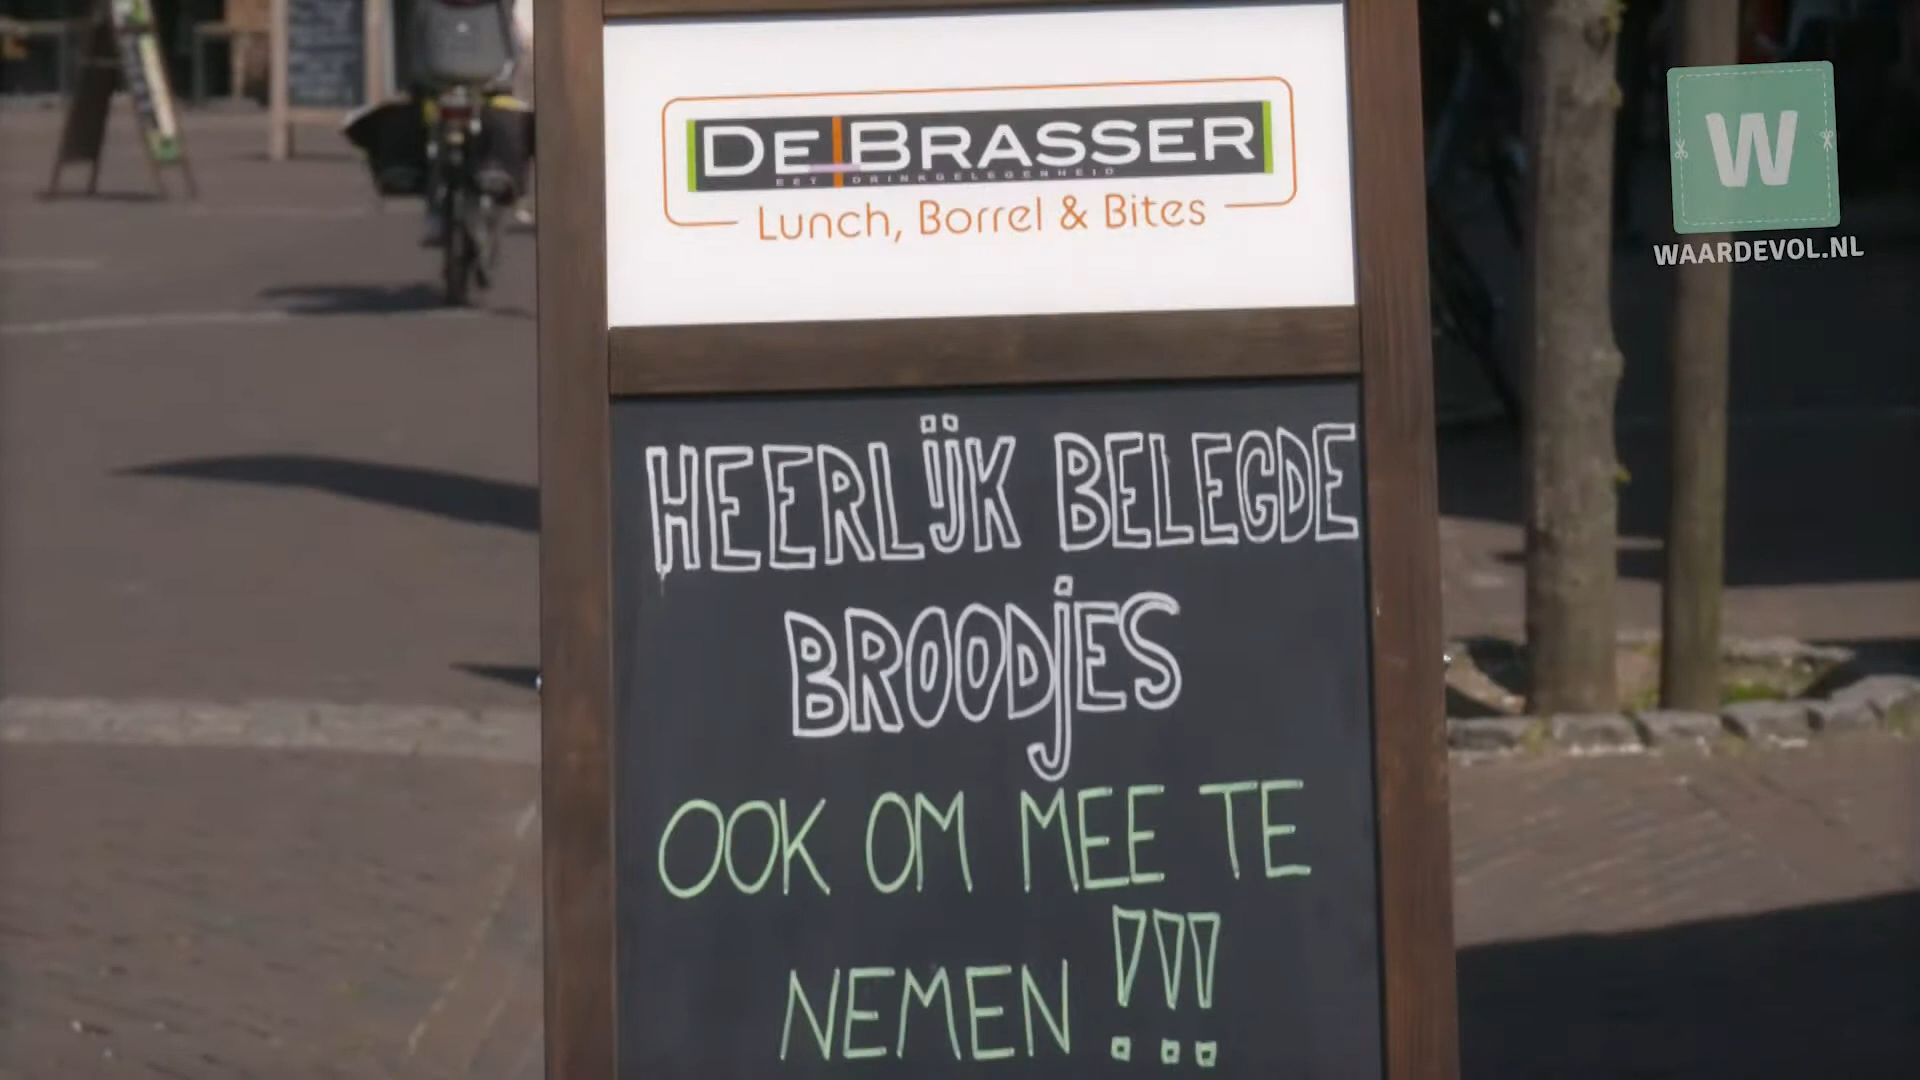 DE BRASSER
EET DRINKGELEGENHEID
Lunch, Borrel & Bites
HEERLIJK BELEGDE
BROODJES
OOK OM MEE TE
NEMEN !!!
W
WAARDEVOL.NL